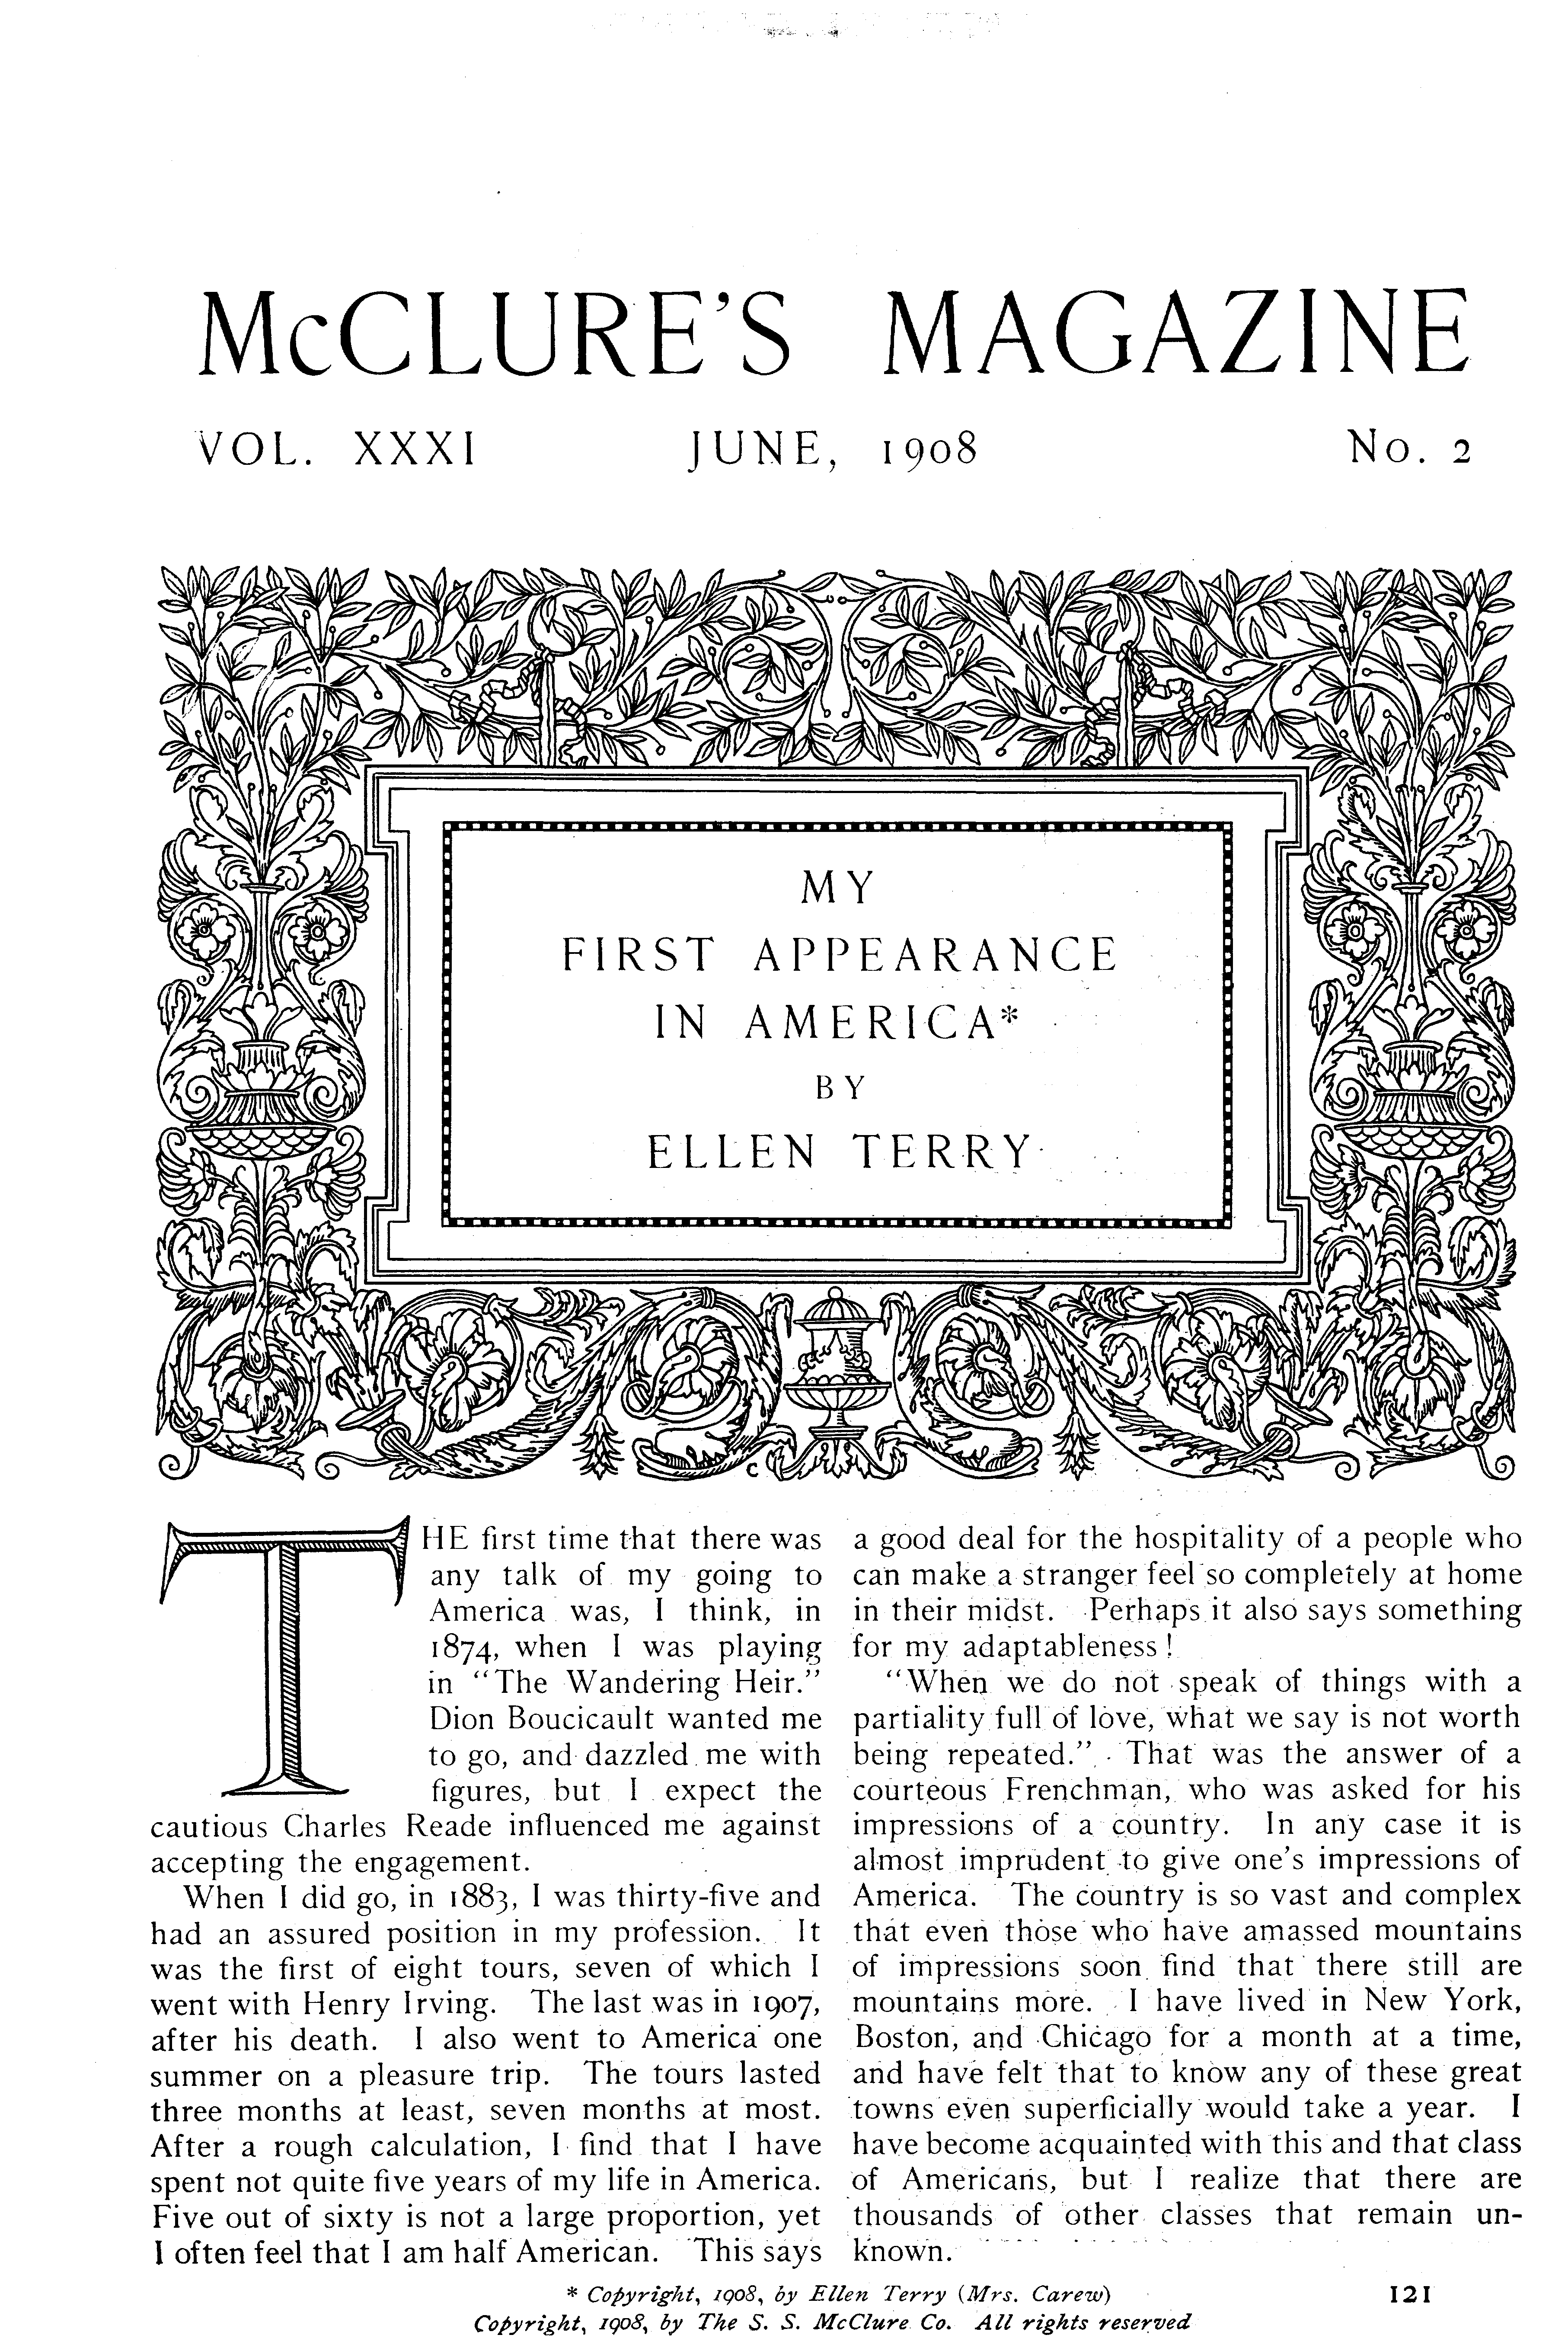 McCLURE'S MAGAZINE
VOL. XXXI JUNE, 1908 No. 2
MY
FIRST APPEARANCE
IN AMERICA*
BY
ELLEN TERRY
THE first time that there was
any talk of my going to
America was, I think, in
1874, when I was playing
in “The Wandering Heir.”
Dion Boucicault wanted me
to go, and dazzled me with
figures, but I expect the
cautious Charles Reade influenced me against
accepting the engagement.
When I did go, in 1883, I was thirty-five and
had an assured position in my profession. It
was the first of eight tours, seven of which I
went with Henry Irving. The last was in 1907,
after his death. I also went to America one
summer on a pleasure trip. The tours lasted
three months at least, seven months at most.
After a rough calculation, I find that I have
spent not quite five years of my life in America.
Five out of sixty is not a large proportion, yet
I often feel that I am half American. This says
a good deal for the hospitality of a people who
can make a stranger feel so completely at home
in their midst. Perhaps it also says something
for my adaptableness!
“When we do not speak of things with a
partiality full of love, what we say is not worth
being repeated.” That was the answer of a
courteous Frenchman, who was asked for his
impressions of a country. In any case it is
almost imprudent to give one's impressions of
America. The country is so vast and complex
that even those who have amassed mountains
of impressions soon find that there still are
mountains more. I have lived in New York,
Boston, and Chicago for a month at a time,
and have felt that to know any of these great
towns even superficially would take a year. I
have become acquainted with this and that class
of Americans, but I realize that there are
thousands of other classes that remain un-
known.
* Copyright, 1908, by Ellen Terry (Mrs. Carew)
121
Copyright, 1908, by The S. S. McClure Co. All rights reserved